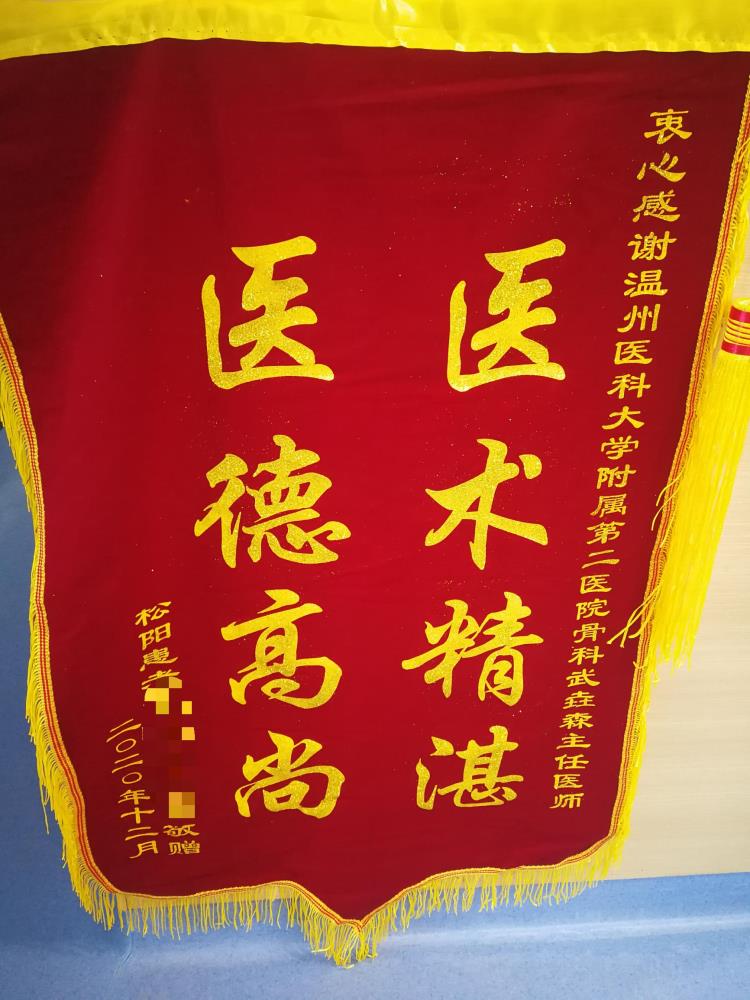 衷心感谢温州医科大学附属第二医院骨科武垚森主任医师
医术精湛
医德高尚
松阳患者
敬赠
二〇二〇年十二月